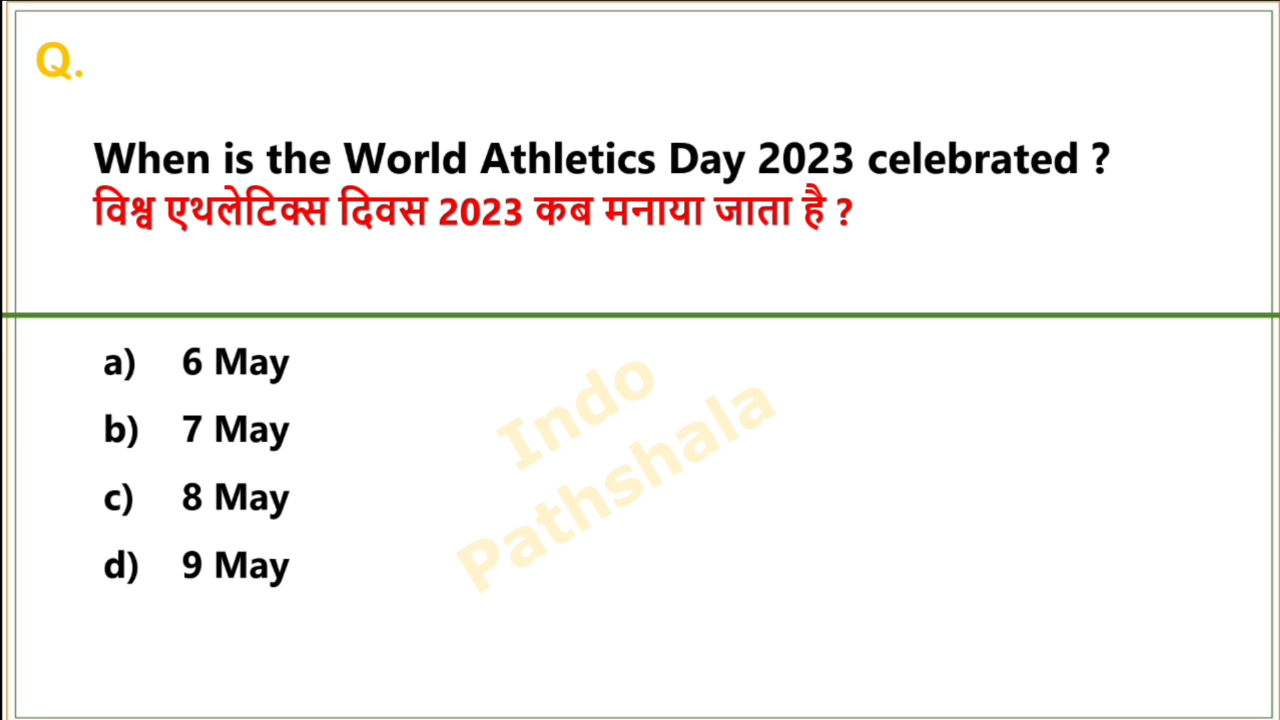 Q.
When is the World Athletics Day 2023 celebrated ?
विश्व एथलेटिक्स दिवस 2023 कब मनाया जाता है ?
a) 6 May
b) 7 May
c) 8 May
d) 9 May
Indo
Pathshala